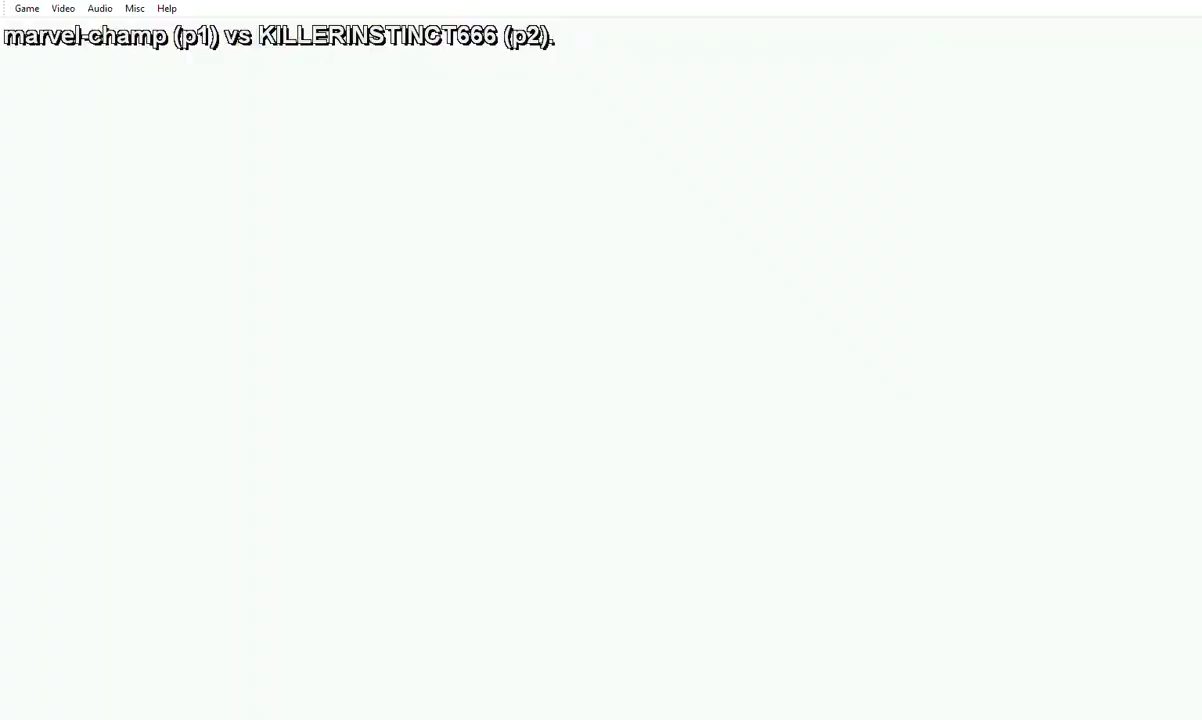 Game Video Audio Misc Help
marvel-champ (p1) vs KILLERINSTINCT666 (p2).